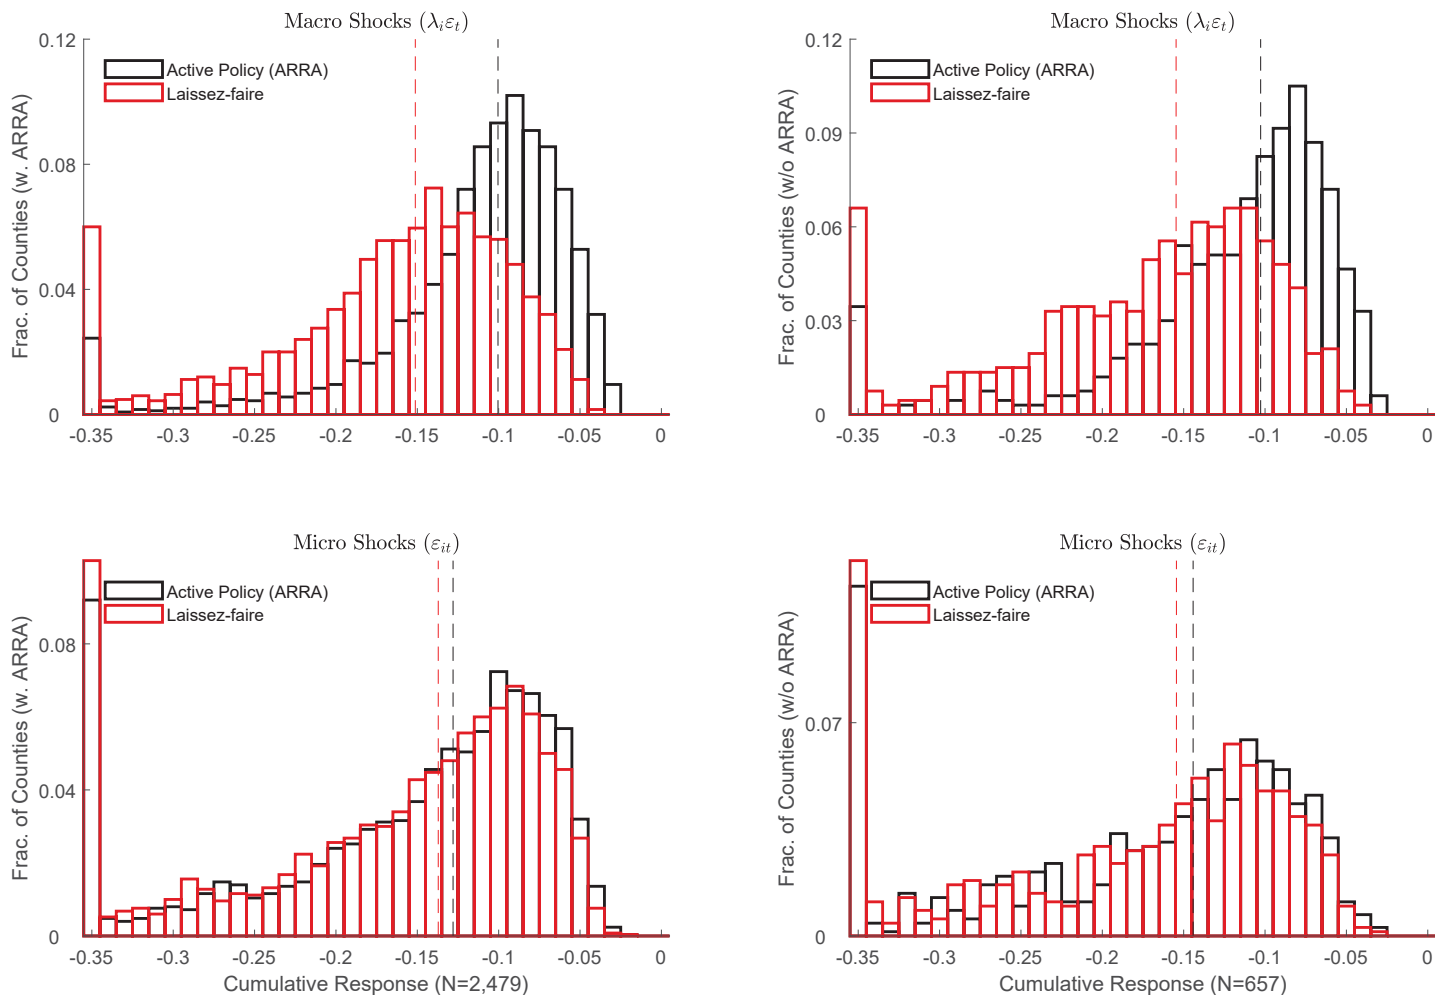 Macro Shocks (λᵢεₜ)
Frac. of Counties (w. ARRA)
0.12
0.08
0.04
0
Active Policy (ARRA)
Laissez-faire
-0.35 -0.3 -0.25 -0.2 -0.15 -0.1 -0.05 0
Macro Shocks (λᵢεₜ)
Frac. of Counties (w/o ARRA)
0.12
0.09
0.06
0.03
0
Active Policy (ARRA)
Laissez-faire
-0.35 -0.3 -0.25 -0.2 -0.15 -0.1 -0.05 0
Micro Shocks (εᵢₜ)
Frac. of Counties (w. ARRA)
0.08
0.04
0
Active Policy (ARRA)
Laissez-faire
-0.35 -0.3 -0.25 -0.2 -0.15 -0.1 -0.05 0
Cumulative Response (N=2,479)
Micro Shocks (εᵢₜ)
Frac. of Counties (w/o ARRA)
0.07
0
Active Policy (ARRA)
Laissez-faire
-0.35 -0.3 -0.25 -0.2 -0.15 -0.1 -0.05 0
Cumulative Response (N=657)